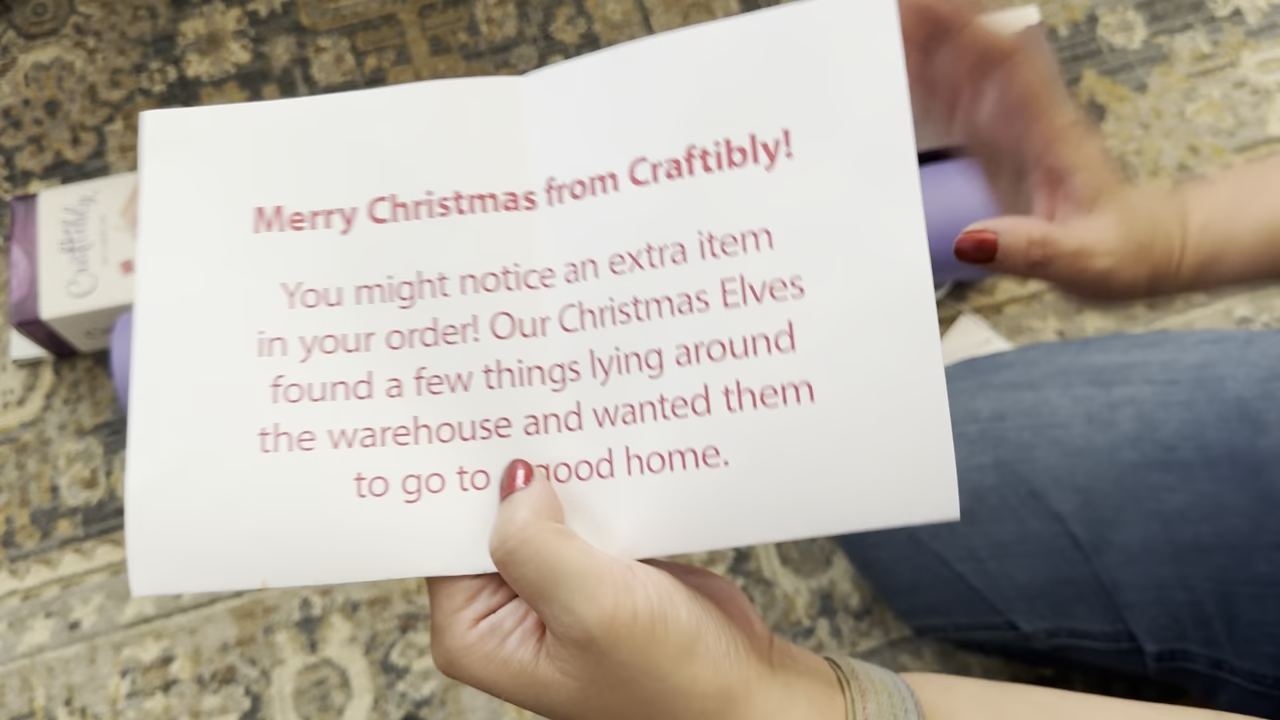 Merry Christmas from Craftibly!
You might notice an extra item
in your order! Our Christmas Elves
found a few things lying around
the warehouse and wanted them
to go to good home.
Craftibly